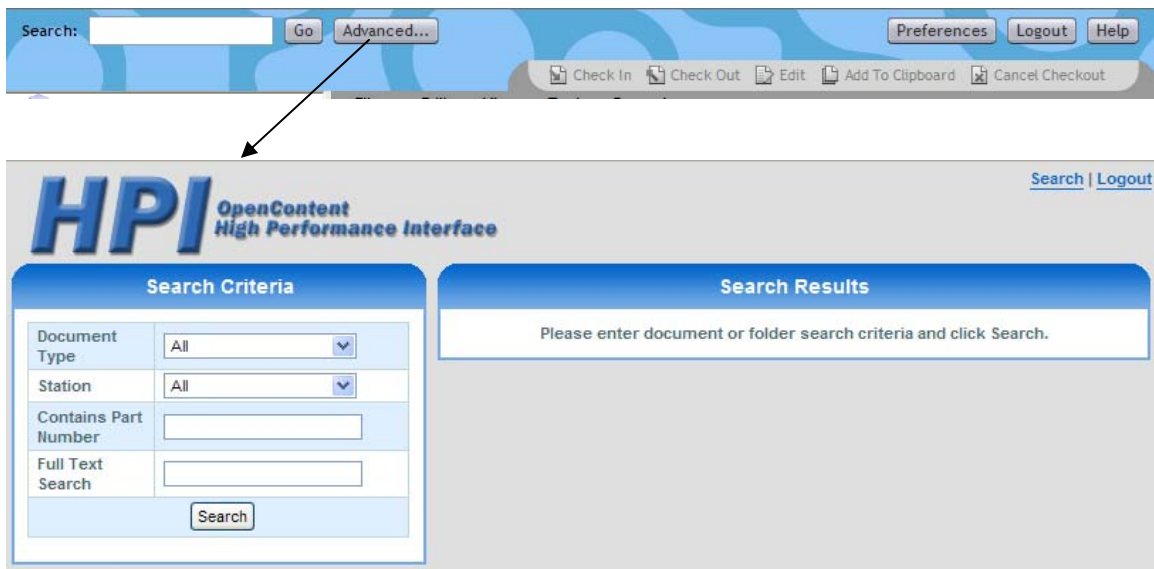 Search: Go Advanced... Preferences Logout Help
Check In Check Out Edit Add To Clipboard Cancel Checkout
Search | Logout
HPI OpenContent
High Performance Interface
Search Criteria
Document
Type
All
Station All
Contains Part
Number
Full Text
Search
Search
Search Results
Please enter document or folder search criteria and click Search.